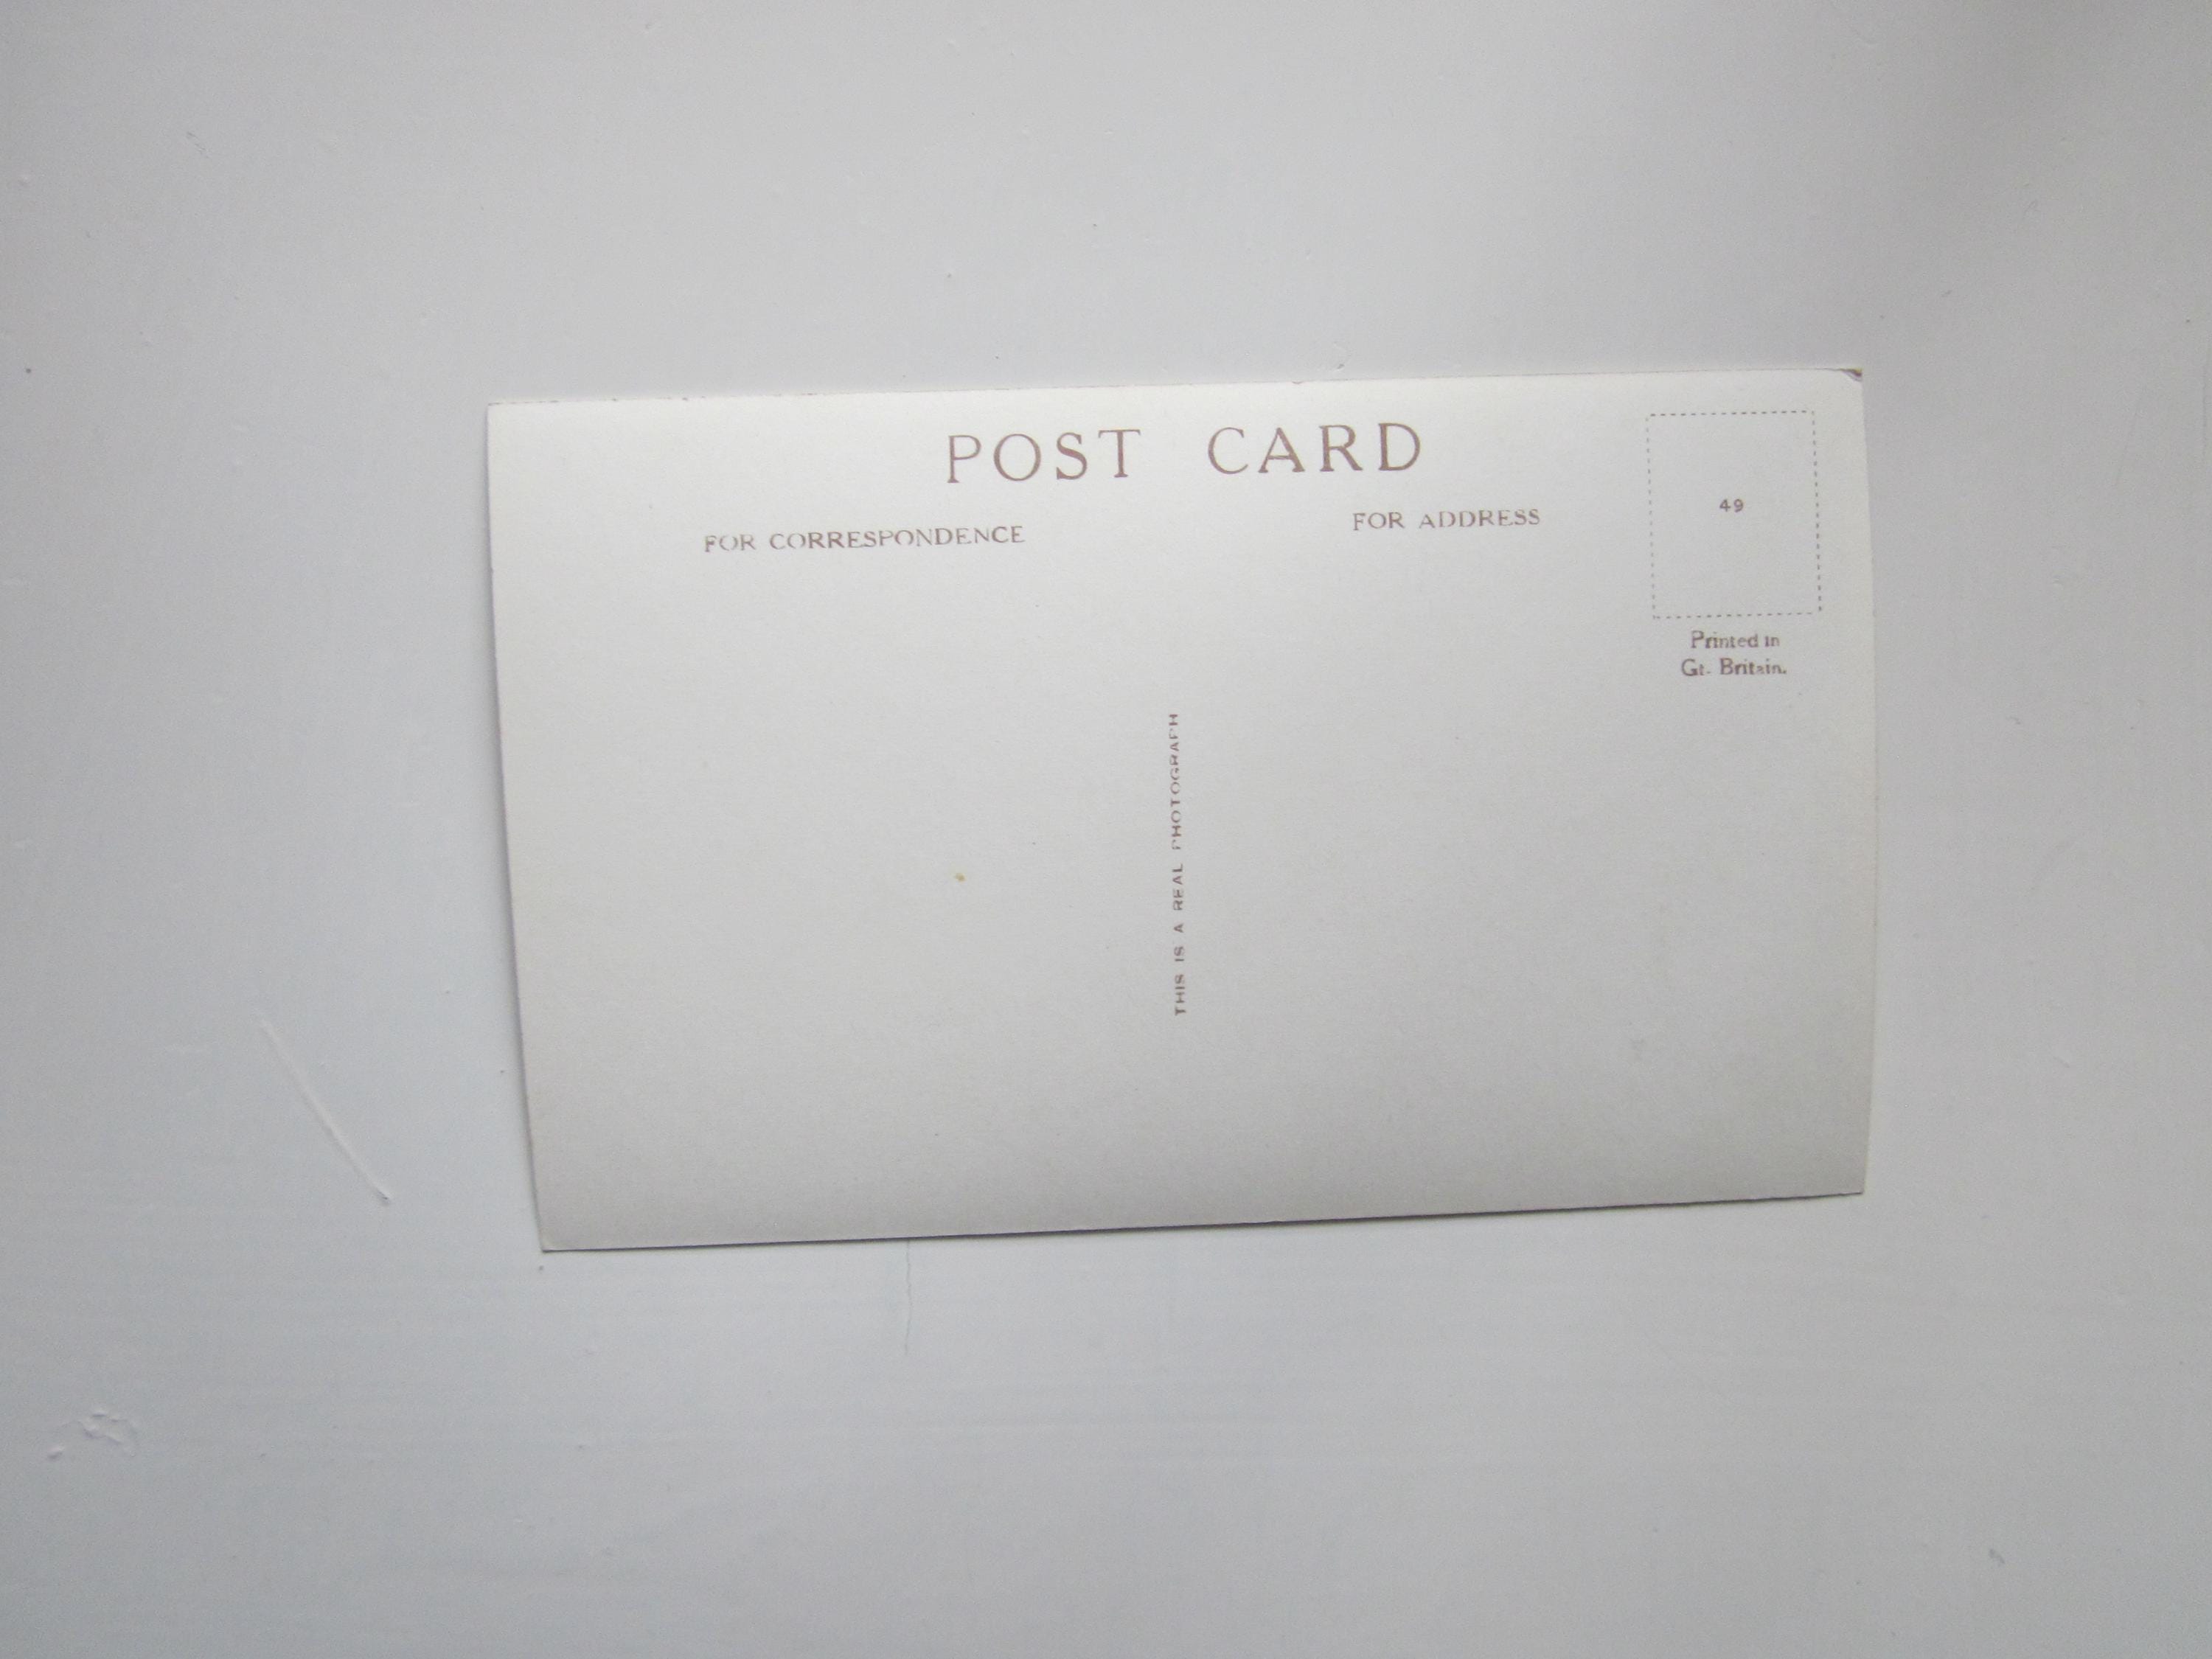 POST CARD
FOR CORRESPONDENCE
FOR ADDRESS
49
Printed in
Gt. Britain.
THIS IS A REAL PHOTOGRAPH